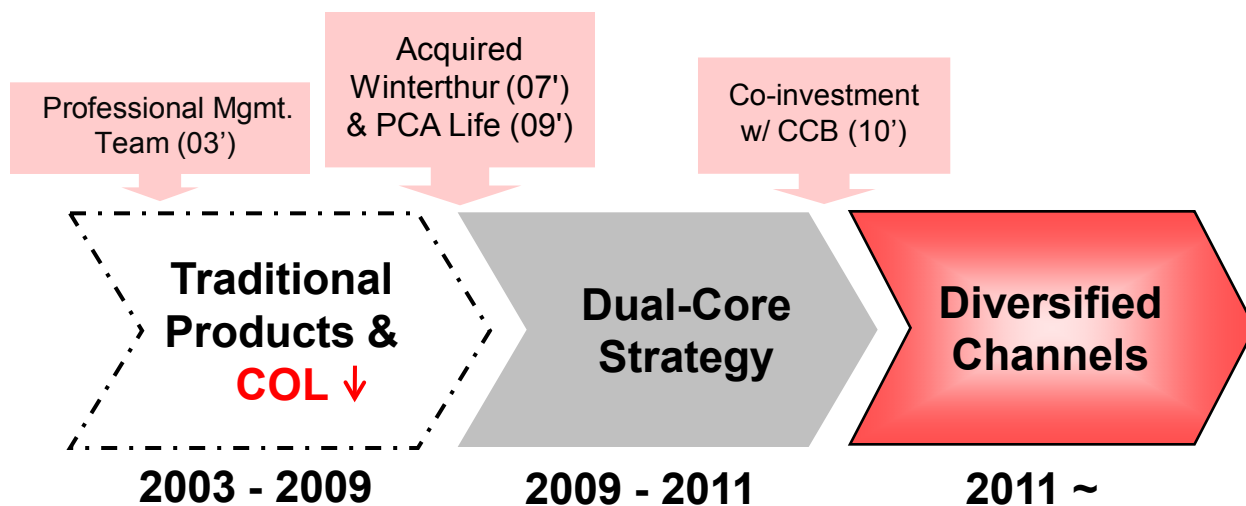 Professional Mgmt.
Team (03’)
Acquired
Winterthur (07')
& PCA Life (09')
Co-investment
w/ CCB (10’)
Traditional
Products &
COL ↓
Dual-Core
Strategy
Diversified
Channels
2003 - 2009
2009 - 2011
2011 ~